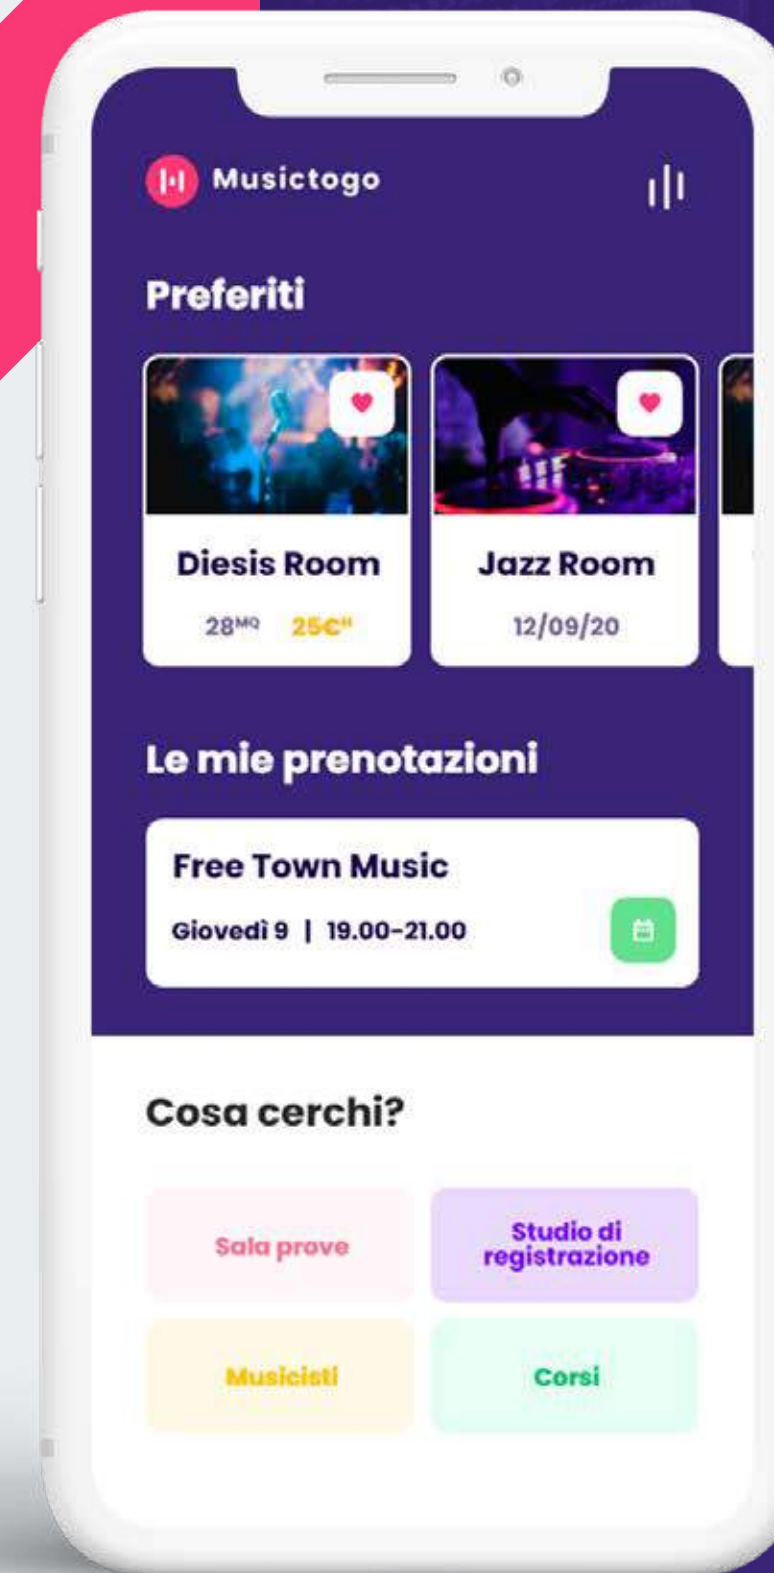 Musictogo
Preferiti
Diesis Room
28MQ 25€H
Jazz Room
12/09/20
Le mie prenotazioni
Free Town Music
Giovedì 9 | 19.00-21.00
Cosa cerchi?
Sala prove
Studio di
registrazione
Musicisti
Corsi